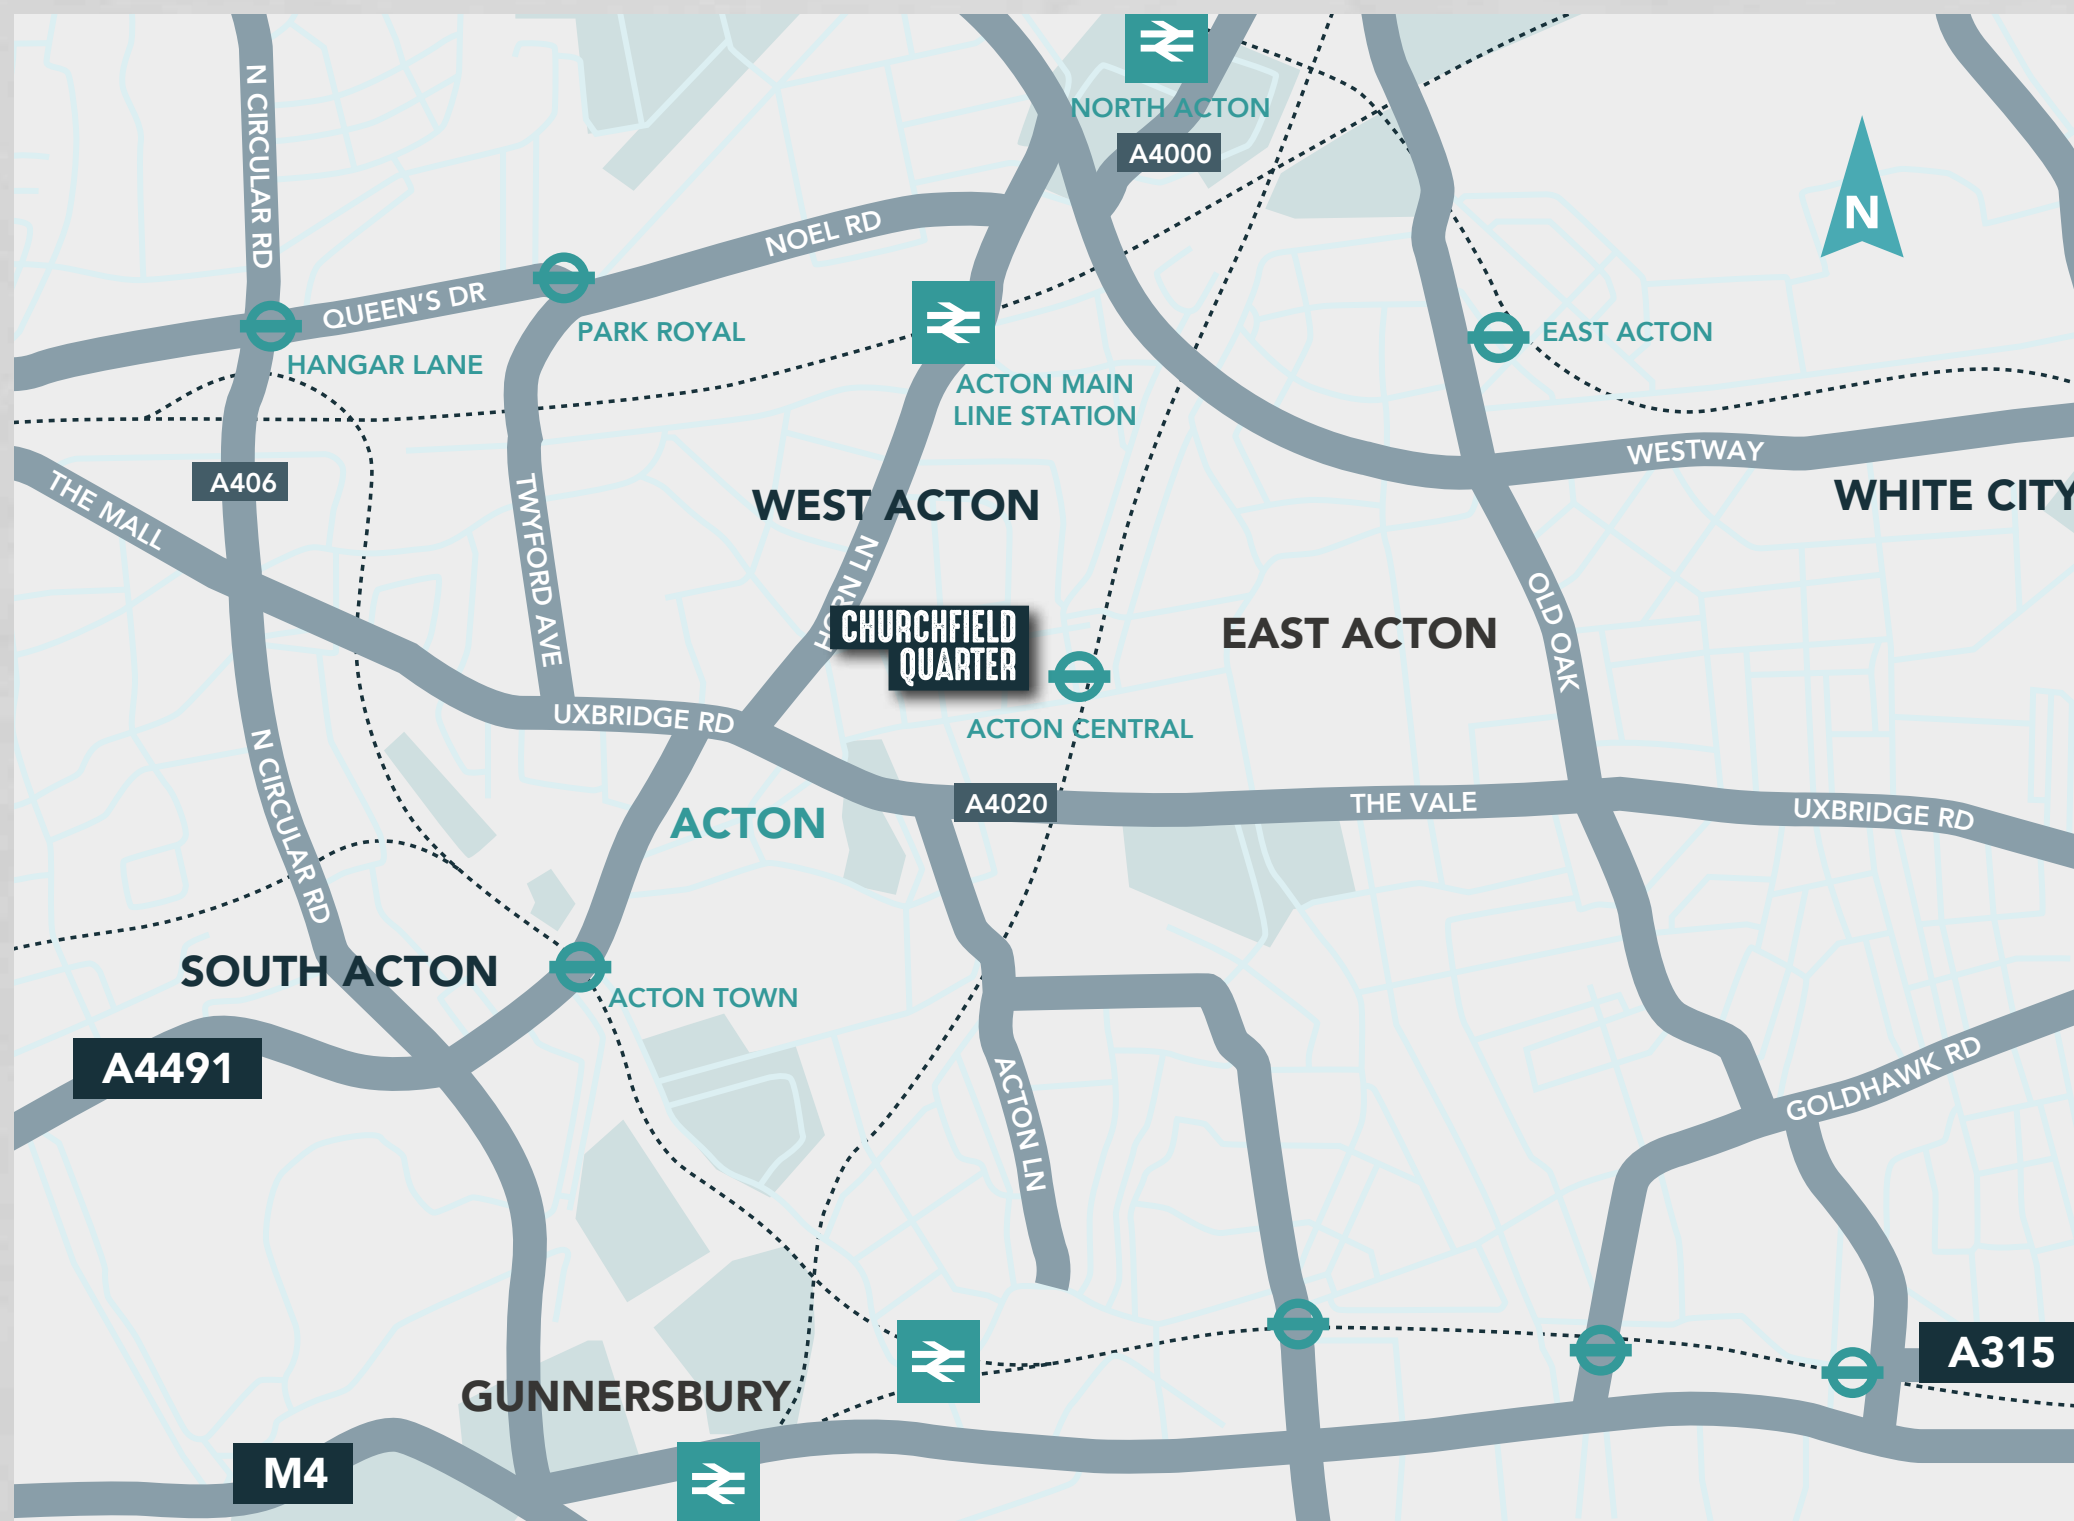 N CIRCULAR RD
NORTH ACTON
A4000
N
NOEL RD
QUEEN'S DR
PARK ROYAL
HANGAR LANE
EAST ACTON
ACTON MAIN
LINE STATION
WESTWAY
A406
THE MALL
WEST ACTON
WHITE CITY
TWYFORD AVE
HORN LN
CHURCHFIELD
QUARTER
EAST ACTON
OLD OAK
UXBRIDGE RD
ACTON CENTRAL
N CIRCULAR RD
ACTON
A4020
THE VALE
UXBRIDGE RD
SOUTH ACTON
ACTON TOWN
A4491
ACTON LN
GOLDHAWK RD
A315
GUNNERSBURY
M4